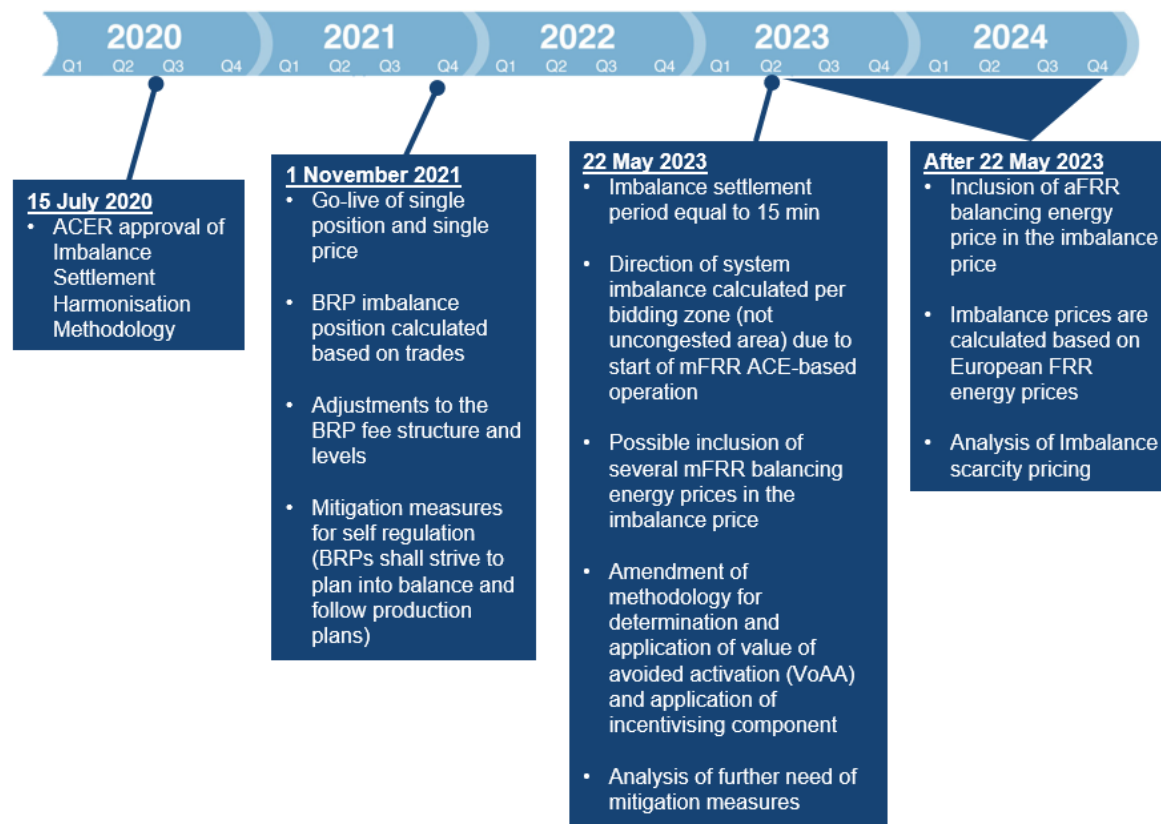 2020
2021
2022
2023
2024
Q1 Q2 Q3 Q4
Q1 Q2 Q3 Q4
Q1 Q2 Q3 Q4
Q1 Q2 Q3 Q4
Q1 Q2 Q3 Q4
15 July 2020
• ACER approval of
Imbalance
Settlement
Harmonisation
Methodology
1 November 2021
• Go-live of single
position and single
price
• BRP imbalance
position calculated
based on trades
• Adjustments to the
BRP fee structure and
levels
• Mitigation measures
for self regulation
(BRPs shall strive to
plan into balance and
follow production
plans)
22 May 2023
• Imbalance settlement
period equal to 15 min
• Direction of system
imbalance calculated per
bidding zone (not
uncongested area) due to
start of mFRR ACE-based
operation
• Possible inclusion of
several mFRR balancing
energy prices in the
imbalance price
• Amendment of
methodology for
determination and
application of value of
avoided activation (VoAA)
and application of
incentivising component
• Analysis of further need of
mitigation measures
After 22 May 2023
• Inclusion of aFRR
balancing energy
price in the imbalance
price
• Imbalance prices are
calculated based on
European FRR
energy prices
• Analysis of Imbalance
scarcity pricing